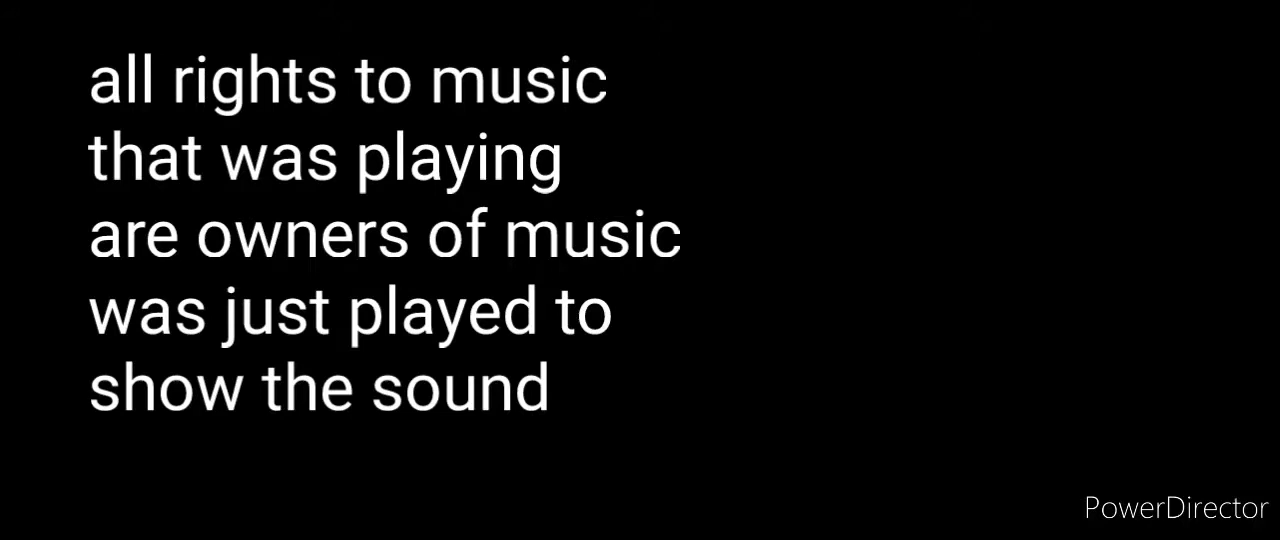 all rights to music
that was playing
are owners of music
was just played to
show the sound
PowerDirector